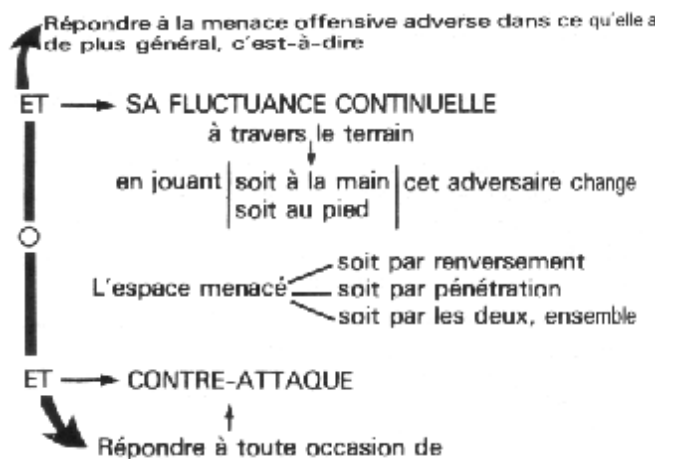 Répondre à la menace offensive adverse dans ce qu'elle a
de plus général, c'est-à-dire
ET SA FLUCTUANCE CONTINUELLE
à travers le terrain
en jouant soit à la main cet adversaire change
soit au pied
soit par renversement
L'espace menacé soit par pénétration
soit par les deux, ensemble
ET CONTRE-ATTAQUE
Répondre à toute occasion de